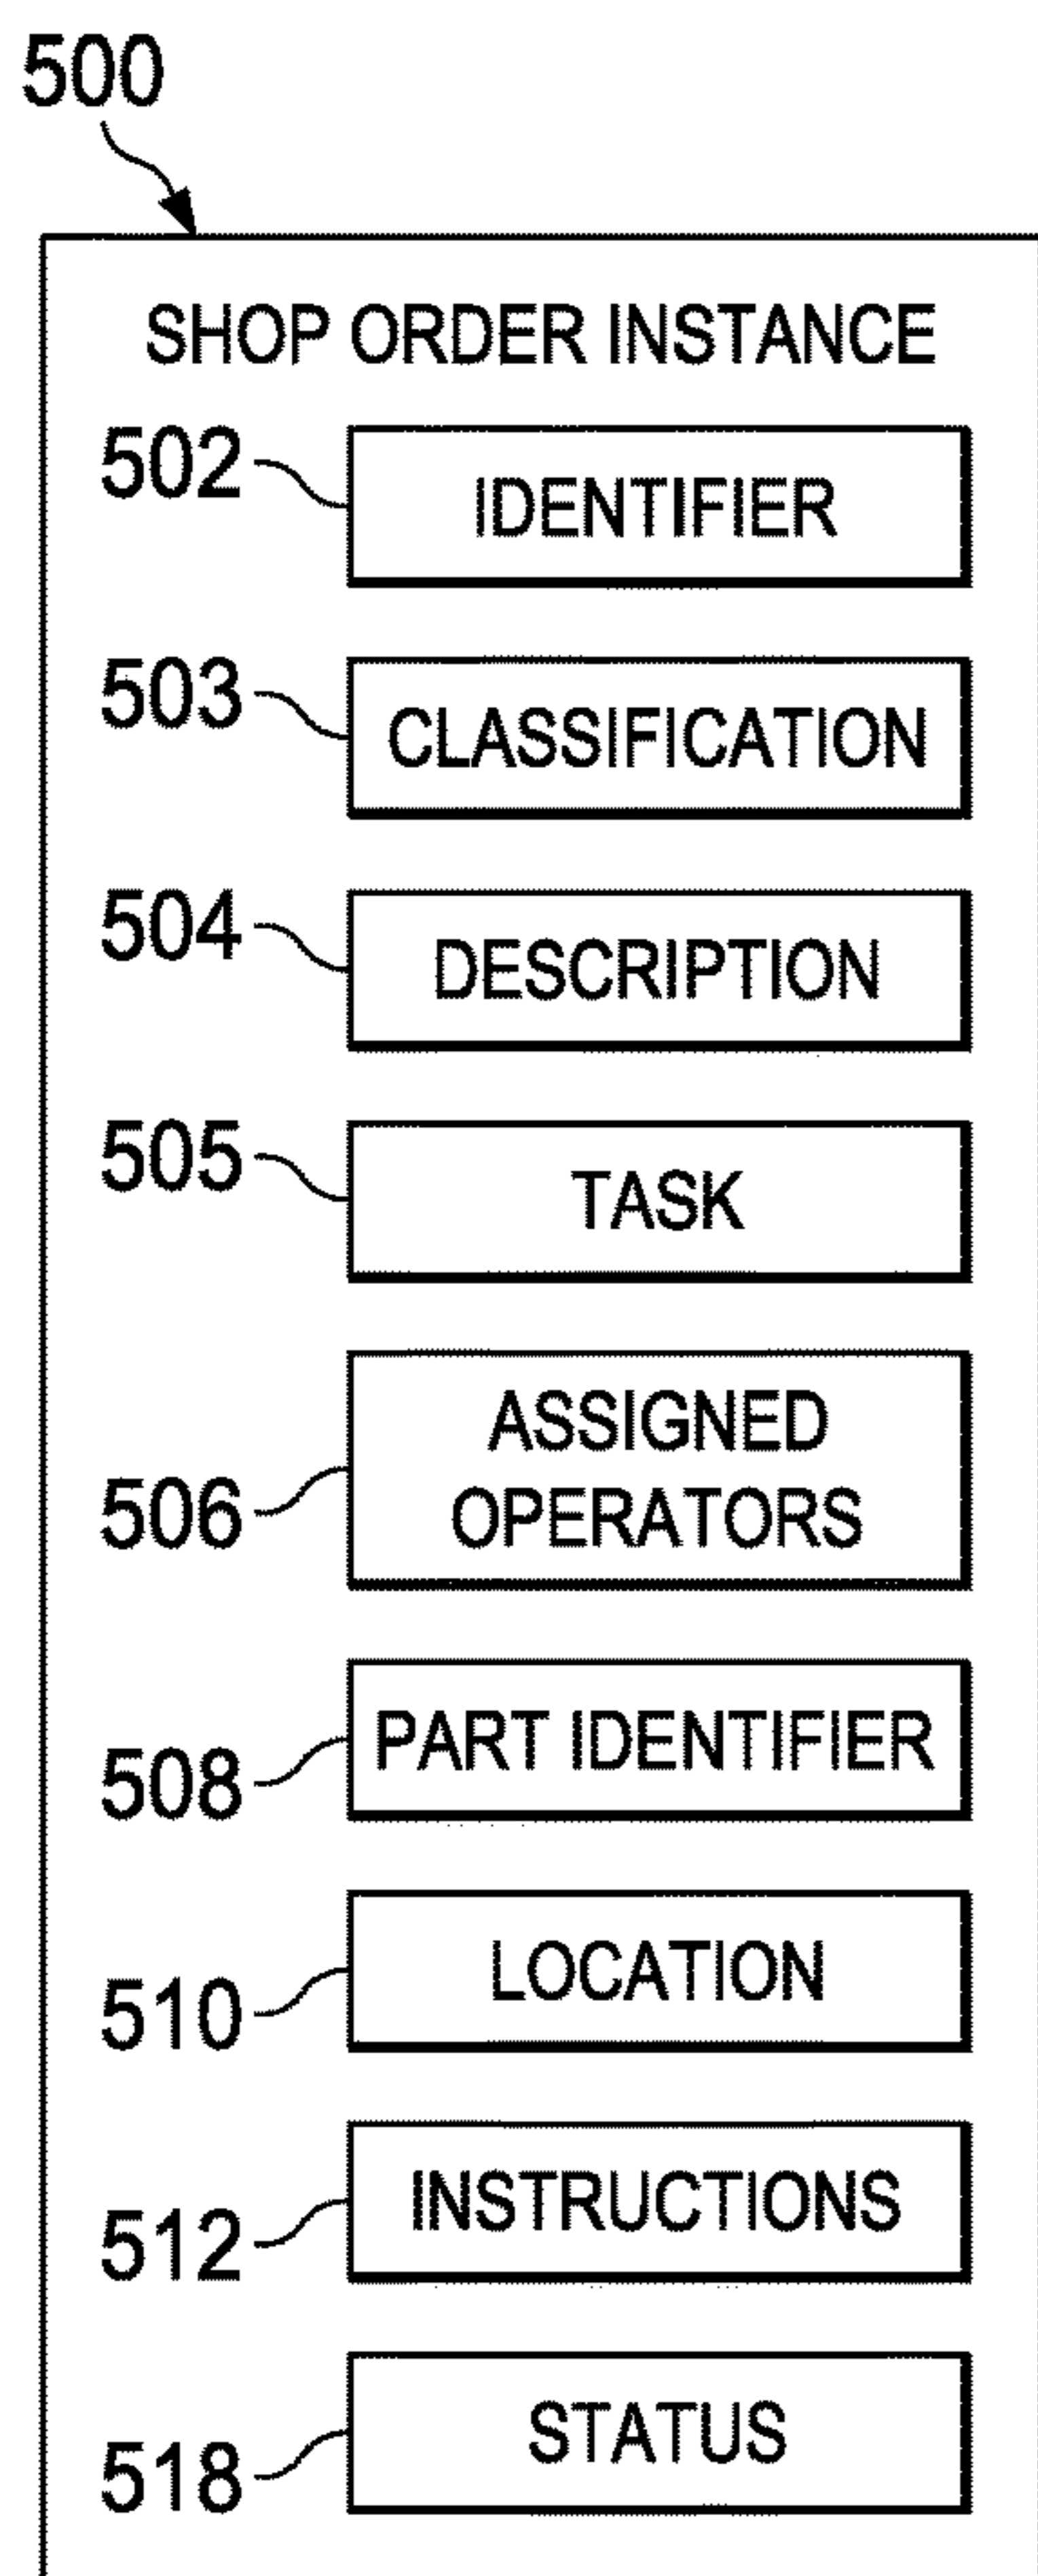 500
SHOP ORDER INSTANCE
502
IDENTIFIER
503
CLASSIFICATION
504
DESCRIPTION
505
TASK
506
ASSIGNED
OPERATORS
508
PART IDENTIFIER
510
LOCATION
512
INSTRUCTIONS
518
STATUS